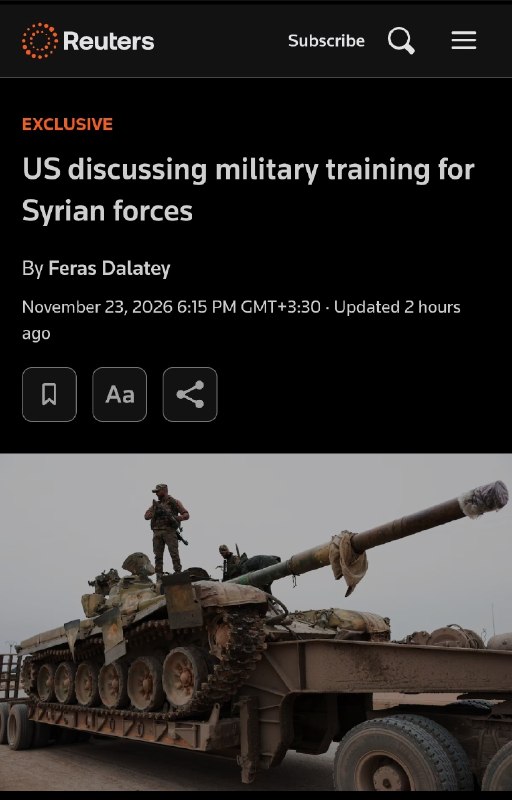 Reuters
Subscribe
EXCLUSIVE
US discussing military training for
Syrian forces
By Feras Dalatey
November 23, 2026 6:15 PM GMT+3:30 · Updated 2 hours
ago
Aa